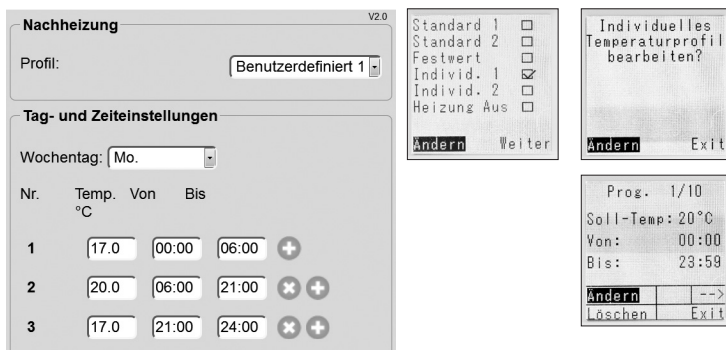 V2.0
Nachheizung
Profil: Benutzerdefiniert 1
Tag- und Zeiteinstellungen
Wochentag: Mo.
Nr. Temp. °C Von Bis
1 17.0 00:00 06:00
2 20.0 06:00 21:00
3 17.0 21:00 24:00
Standard 1
Standard 2
Festwert
Individ. 1
Individ. 2
Heizung Aus
Ändern Weiter
Individuelles
Temperaturprofil
bearbeiten?
Ändern Exit
Prog. 1/10
Soll-Temp: 20°C
Von: 00:00
Bis: 23:59
Ändern -->
Löschen Exit